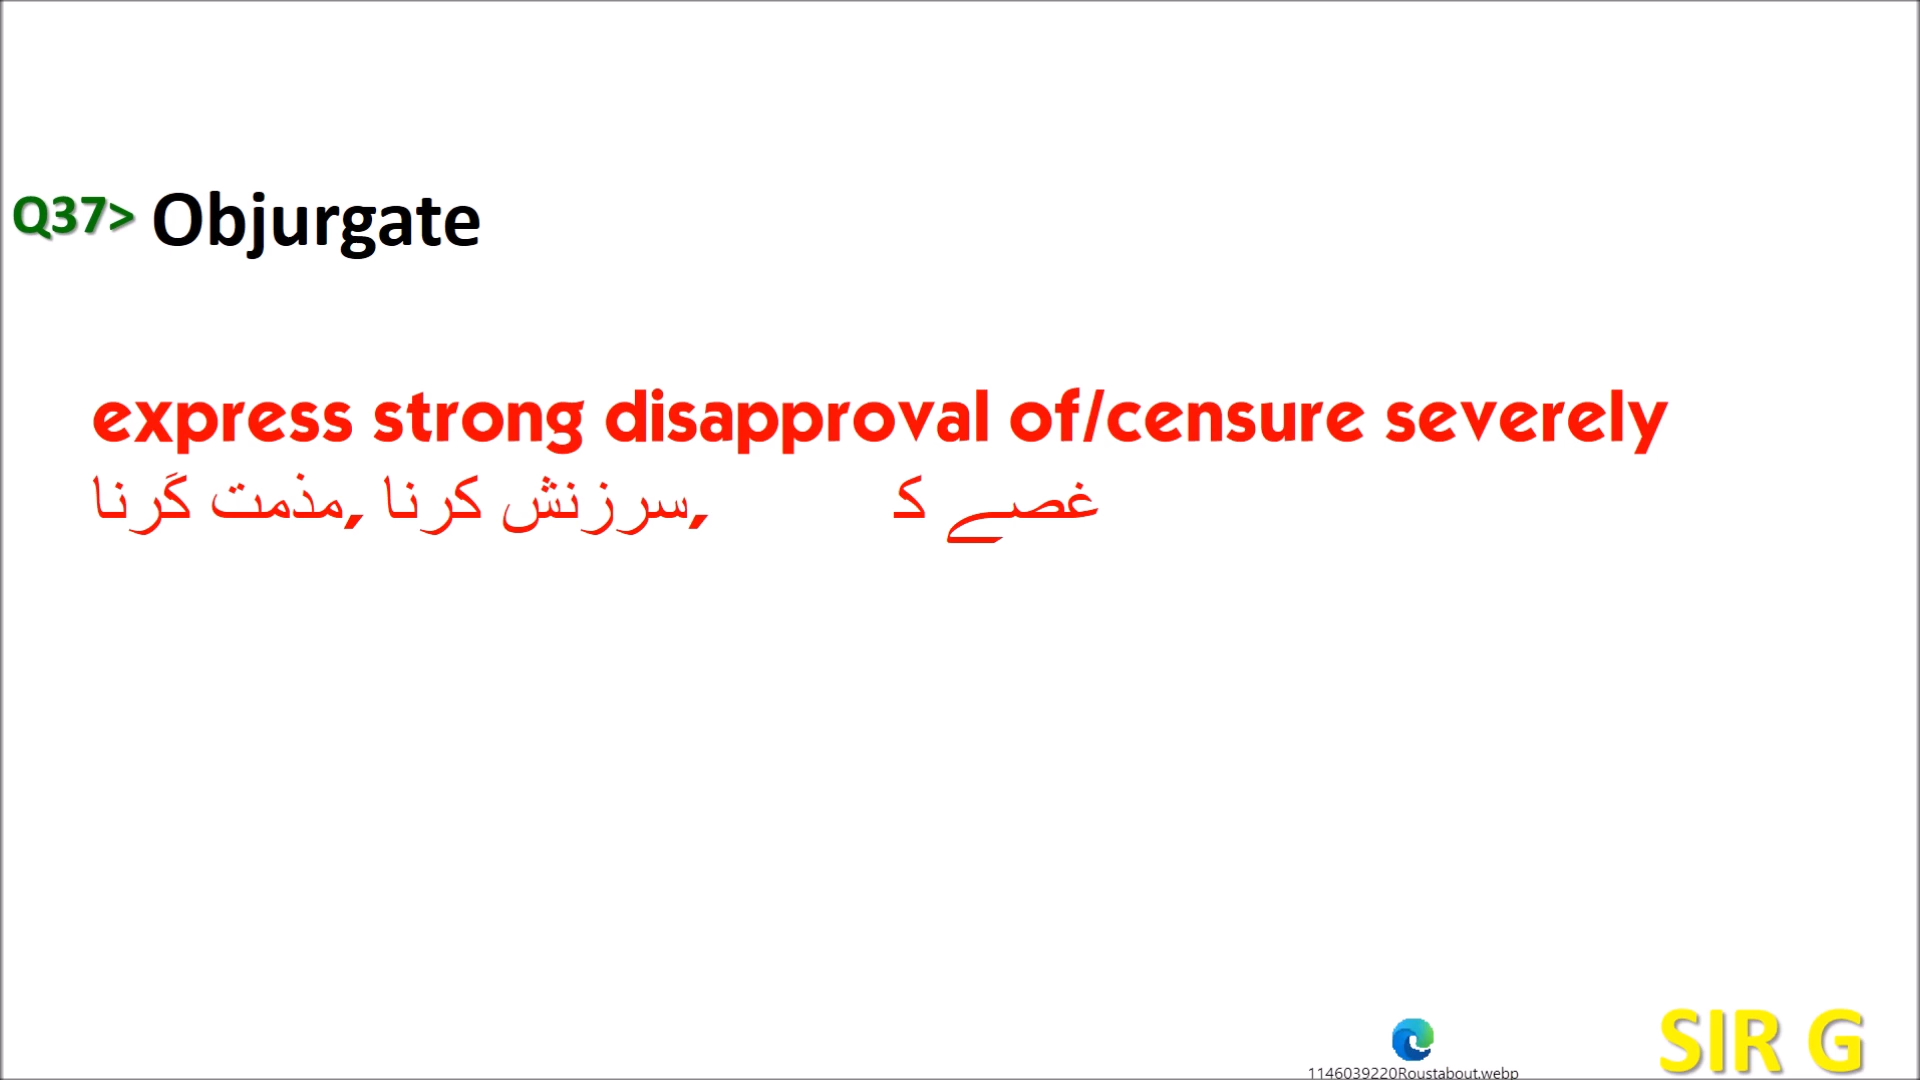 Q37> Objurgate
express strong disapproval of/censure severely
مذمت گرنا, سرزنش کرنا, غصے ک
1146039220Roustabout.webp
SIR G